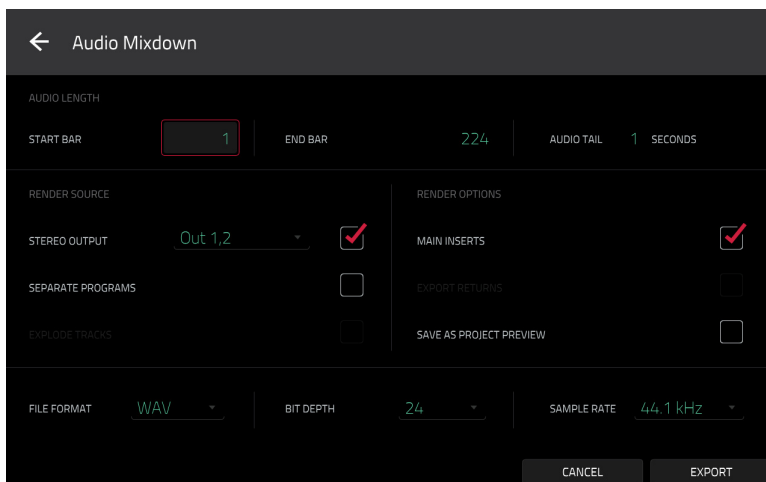 Audio Mixdown
AUDIO LENGTH
START BAR 1 END BAR 224 AUDIO TAIL 1 SECONDS
RENDER SOURCE RENDER OPTIONS
STEREO OUTPUT Out 1,2 MAIN INSERTS
SEPARATE PROGRAMS EXPORT RETURNS
EXPLODE TRACKS SAVE AS PROJECT PREVIEW
FILE FORMAT WAV BIT DEPTH 24 SAMPLE RATE 44.1 kHz
CANCEL EXPORT